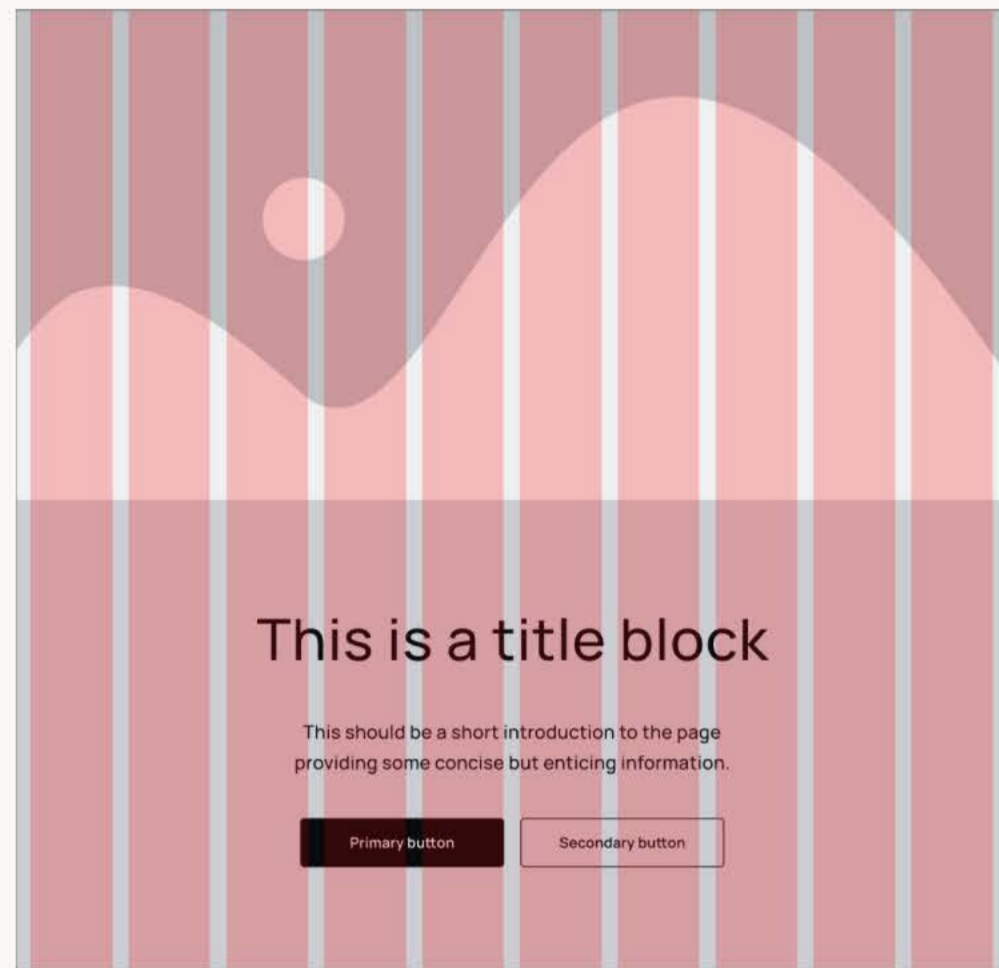 This is a title block
This should be a short introduction to the page
providing some concise but enticing information.
Primary button
Secondary button